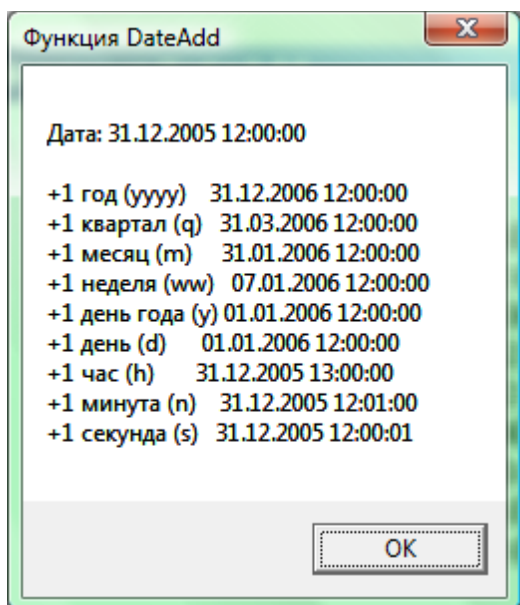 Функция DateAdd
Дата: 31.12.2005 12:00:00
+1 год (yyyy) 31.12.2006 12:00:00
+1 квартал (q) 31.03.2006 12:00:00
+1 месяц (m) 31.01.2006 12:00:00
+1 неделя (ww) 07.01.2006 12:00:00
+1 день года (y) 01.01.2006 12:00:00
+1 день (d) 01.01.2006 12:00:00
+1 час (h) 31.12.2005 13:00:00
+1 минута (n) 31.12.2005 12:01:00
+1 секунда (s) 31.12.2005 12:00:01
OK